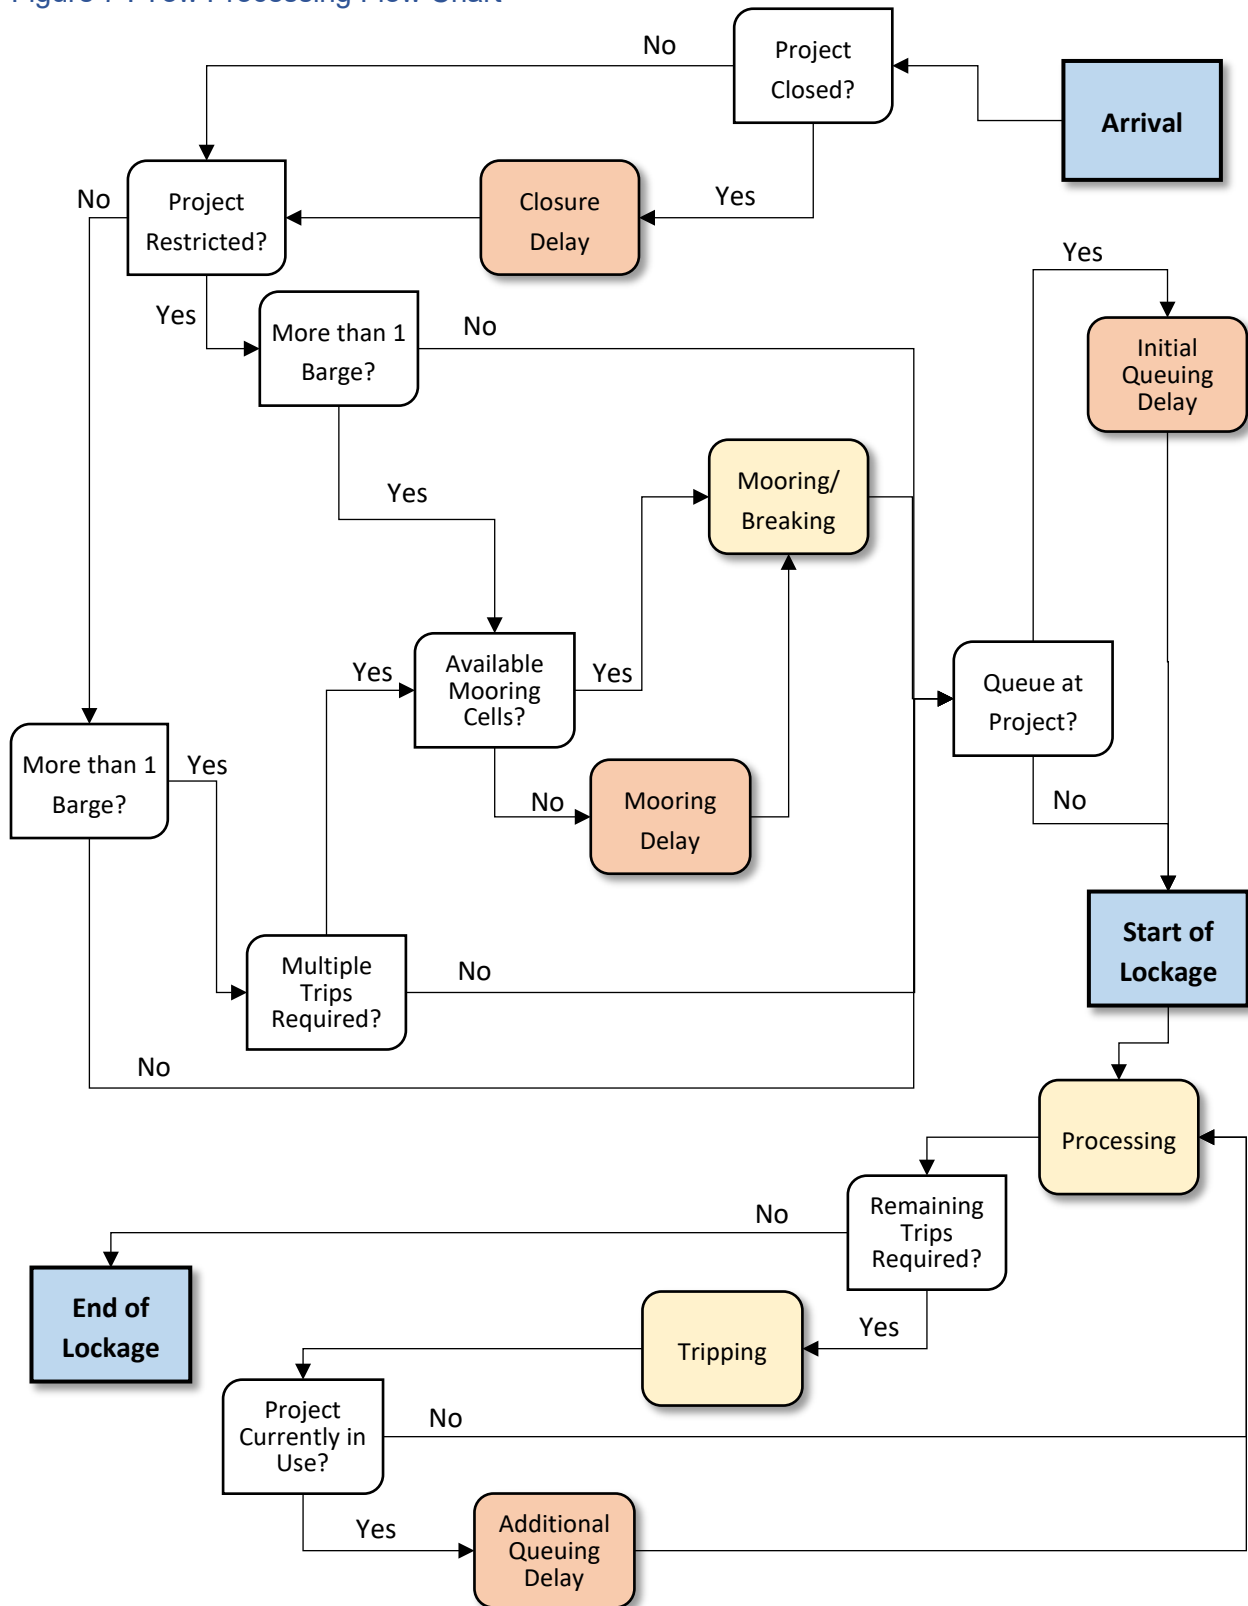 No
Project
Closed?
Arrival
No
Project
Restricted?
Closure
Delay
Yes
Yes
Yes
More than 1
Barge?
No
Initial
Queuing
Delay
Yes
Mooring/
Breaking
Yes
Available
Mooring
Cells?
Yes
Queue at
Project?
More than 1
Barge?
Yes
No
Mooring
Delay
No
Multiple
Trips
Required?
No
Start of
Lockage
No
Processing
No
Remaining
Trips
Required?
End of
Lockage
Tripping
Yes
Project
Currently in
Use?
No
Yes
Additional
Queuing
Delay